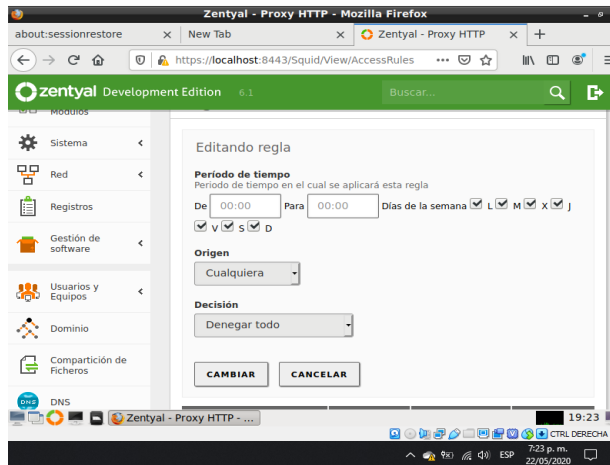 Zentyal - Proxy HTTP - Mozilla Firefox
about:sessionrestore × New Tab × Zentyal - Proxy HTTP × +
https://localhost:8443/Squid/View/AccessRules
zentyal Development Edition 6.1 Buscar...
Módulos
Sistema
Red
Registros
Gestión de
software
Usuarios y
Equipos
Dominio
Compartición de
Ficheros
DNS
DNS
Editando regla
Período de tiempo
Periodo de tiempo en el cual se aplicará esta regla
De 00:00 Para 00:00 Días de la semana L M X J
V S D
Origen
Cualquiera
Decisión
Denegar todo
CAMBIAR CANCELAR
Zentyal - Proxy HTTP - ... 19:23
CTRL DERECHA
ESP 7:23 p. m.
22/05/2020